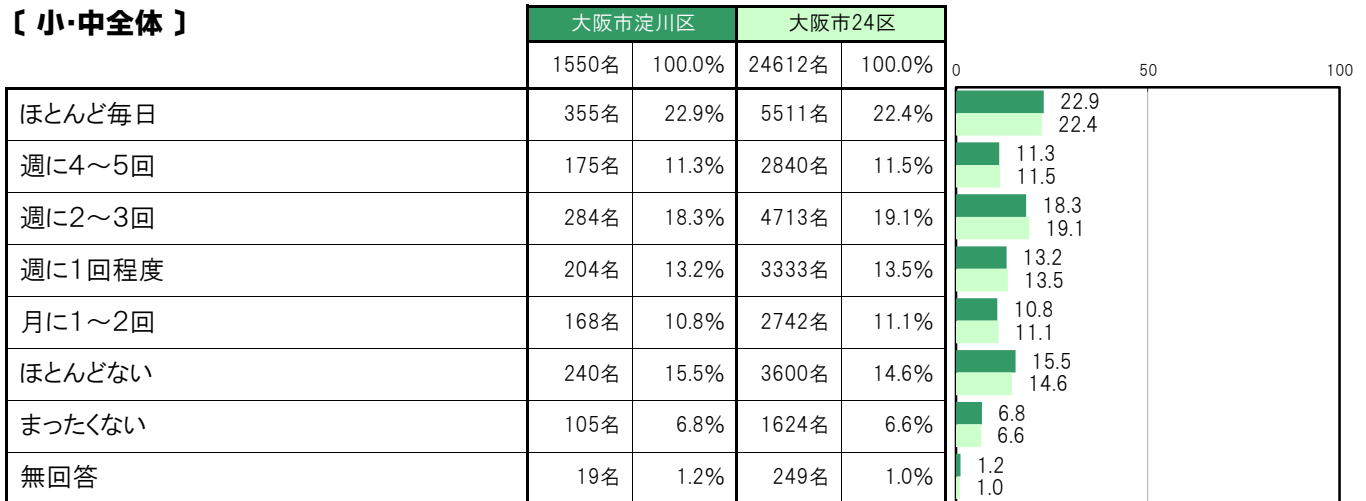 〔 小・中全体 〕
大阪市淀川区 大阪市24区
1550名 100.0% 24612名 100.0%
0 50 100
ほとんど毎日 355名 22.9% 5511名 22.4% 22.9
22.4
週に4～5回 175名 11.3% 2840名 11.5% 11.3
11.5
週に2～3回 284名 18.3% 4713名 19.1% 18.3
19.1
週に1回程度 204名 13.2% 3333名 13.5% 13.2
13.5
月に1～2回 168名 10.8% 2742名 11.1% 10.8
11.1
ほとんどない 240名 15.5% 3600名 14.6% 15.5
14.6
まったくない 105名 6.8% 1624名 6.6% 6.8
6.6
無回答 19名 1.2% 249名 1.0% 1.2
1.0